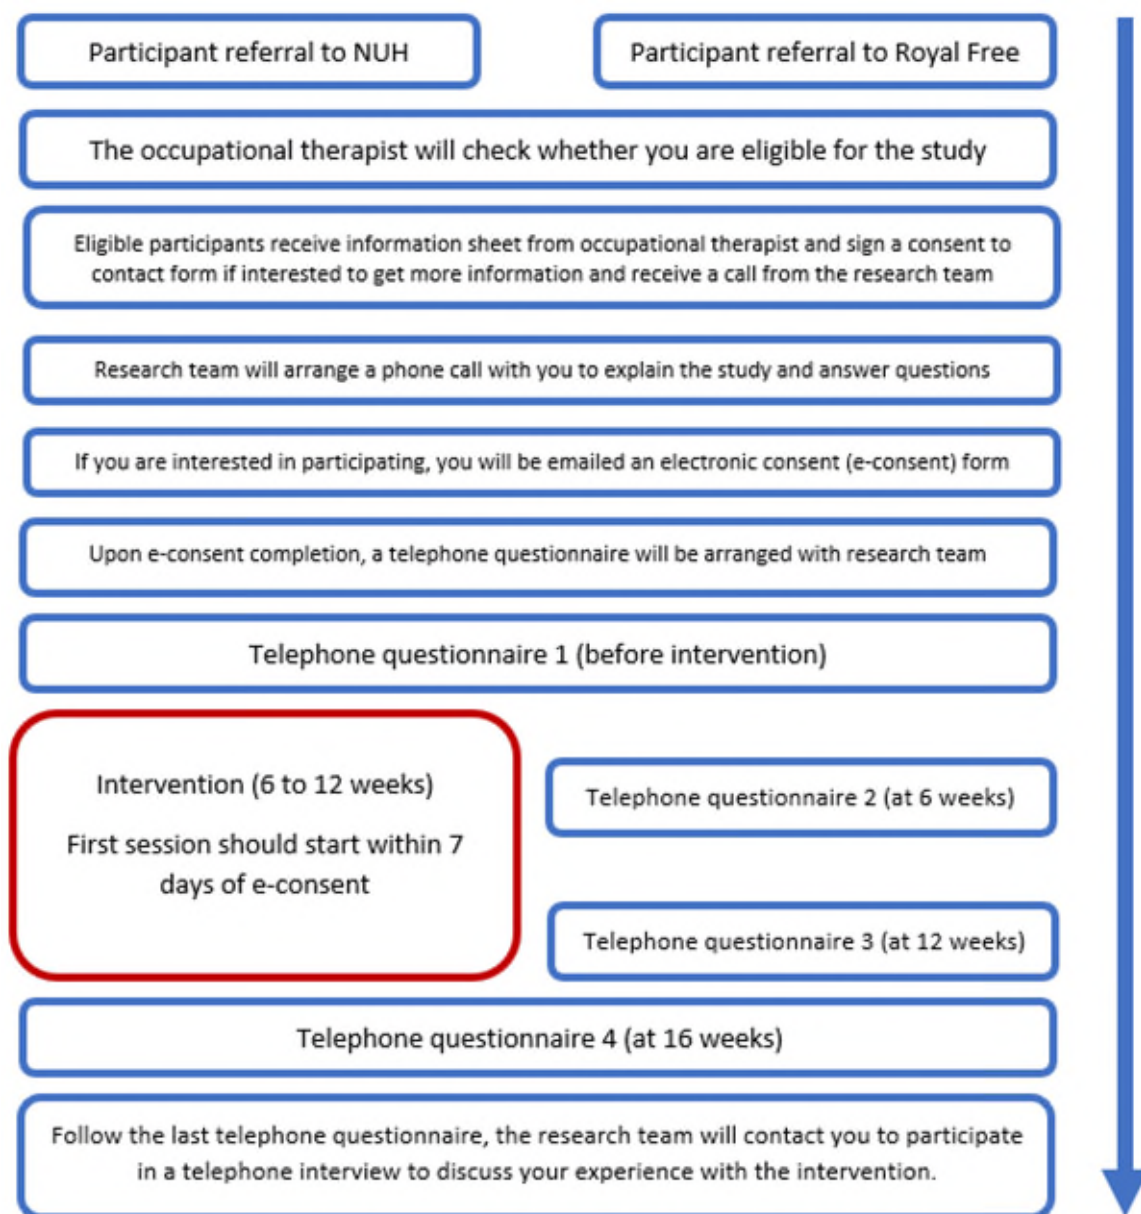 Participant referral to NUH
Participant referral to Royal Free
The occupational therapist will check whether you are eligible for the study
Eligible participants receive information sheet from occupational therapist and sign a consent to
contact form if interested to get more information and receive a call from the research team
Research team will arrange a phone call with you to explain the study and answer questions
If you are interested in participating, you will be emailed an electronic consent (e-consent) form
Upon e-consent completion, a telephone questionnaire will be arranged with research team
Telephone questionnaire 1 (before intervention)
Intervention (6 to 12 weeks)
First session should start within 7
days of e-consent
Telephone questionnaire 2 (at 6 weeks)
Telephone questionnaire 3 (at 12 weeks)
Telephone questionnaire 4 (at 16 weeks)
Follow the last telephone questionnaire, the research team will contact you to participate
in a telephone interview to discuss your experience with the intervention.